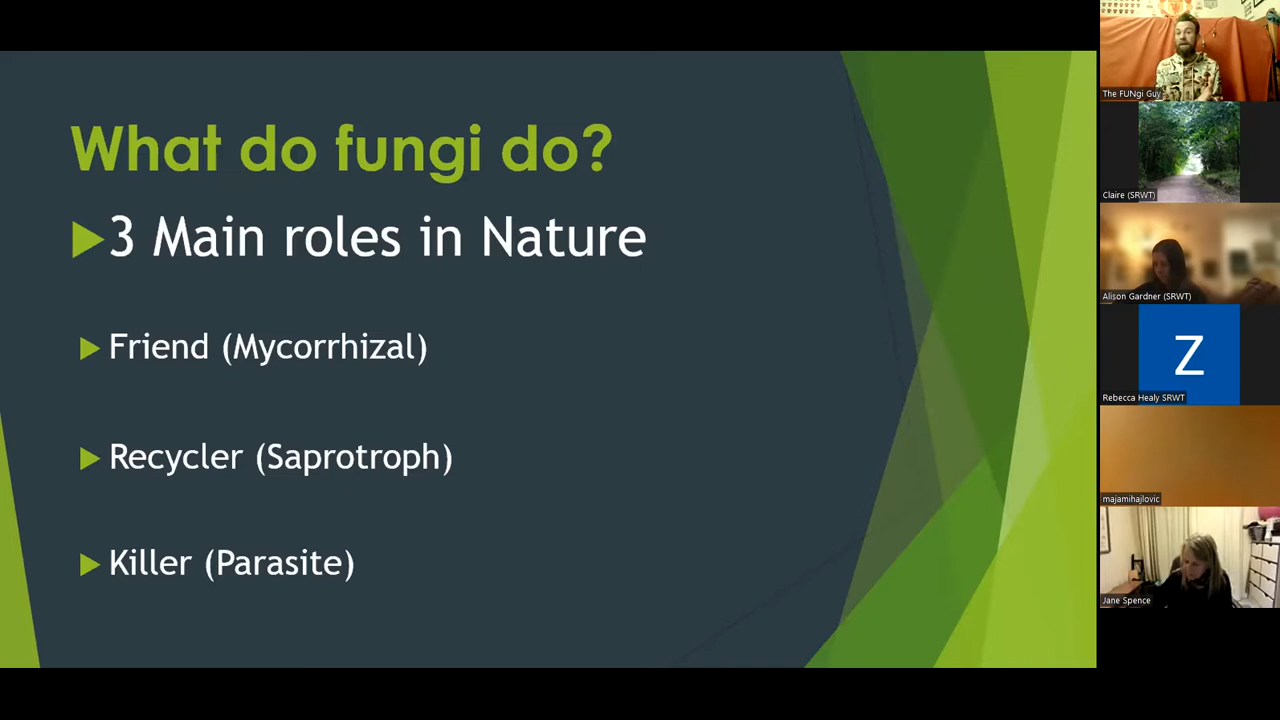 What do fungi do?
3 Main roles in Nature
Friend (Mycorrhizal)
Recycler (Saprotroph)
Killer (Parasite)
The FUNgi Guy
Claire (SRWT)
Alison Gardner (SRWT)
Z
Rebecca Healy SRWT
majamihajlovic
Jane Spence